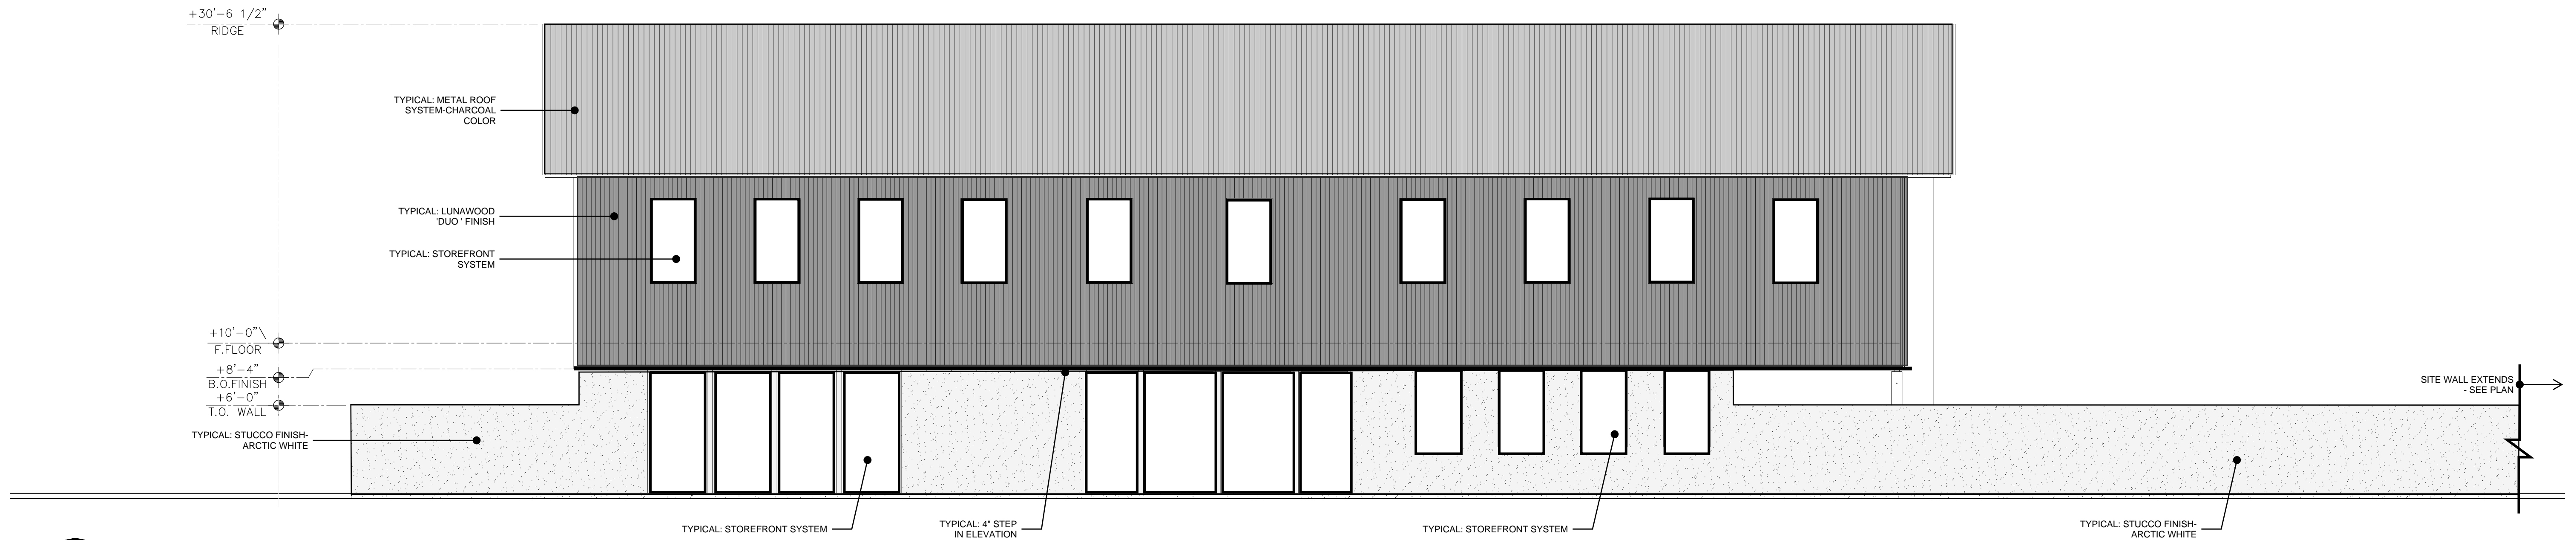 +30'-6 1/2"
RIDGE
TYPICAL: METAL ROOF
SYSTEM-CHARCOAL
COLOR
TYPICAL: LUNAWOOD
'DUO ' FINISH
TYPICAL: STOREFRONT
SYSTEM
+10'-0"\
F.FLOOR
+8'-4"
B.O.FINISH
+6'-0"
T.O. WALL
SITE WALL EXTENDS
- SEE PLAN
TYPICAL: STUCCO FINISH-
ARCTIC WHITE
TYPICAL: STOREFRONT SYSTEM
TYPICAL: 4" STEP
IN ELEVATION
TYPICAL: STOREFRONT SYSTEM
TYPICAL: STUCCO FINISH-
ARCTIC WHITE